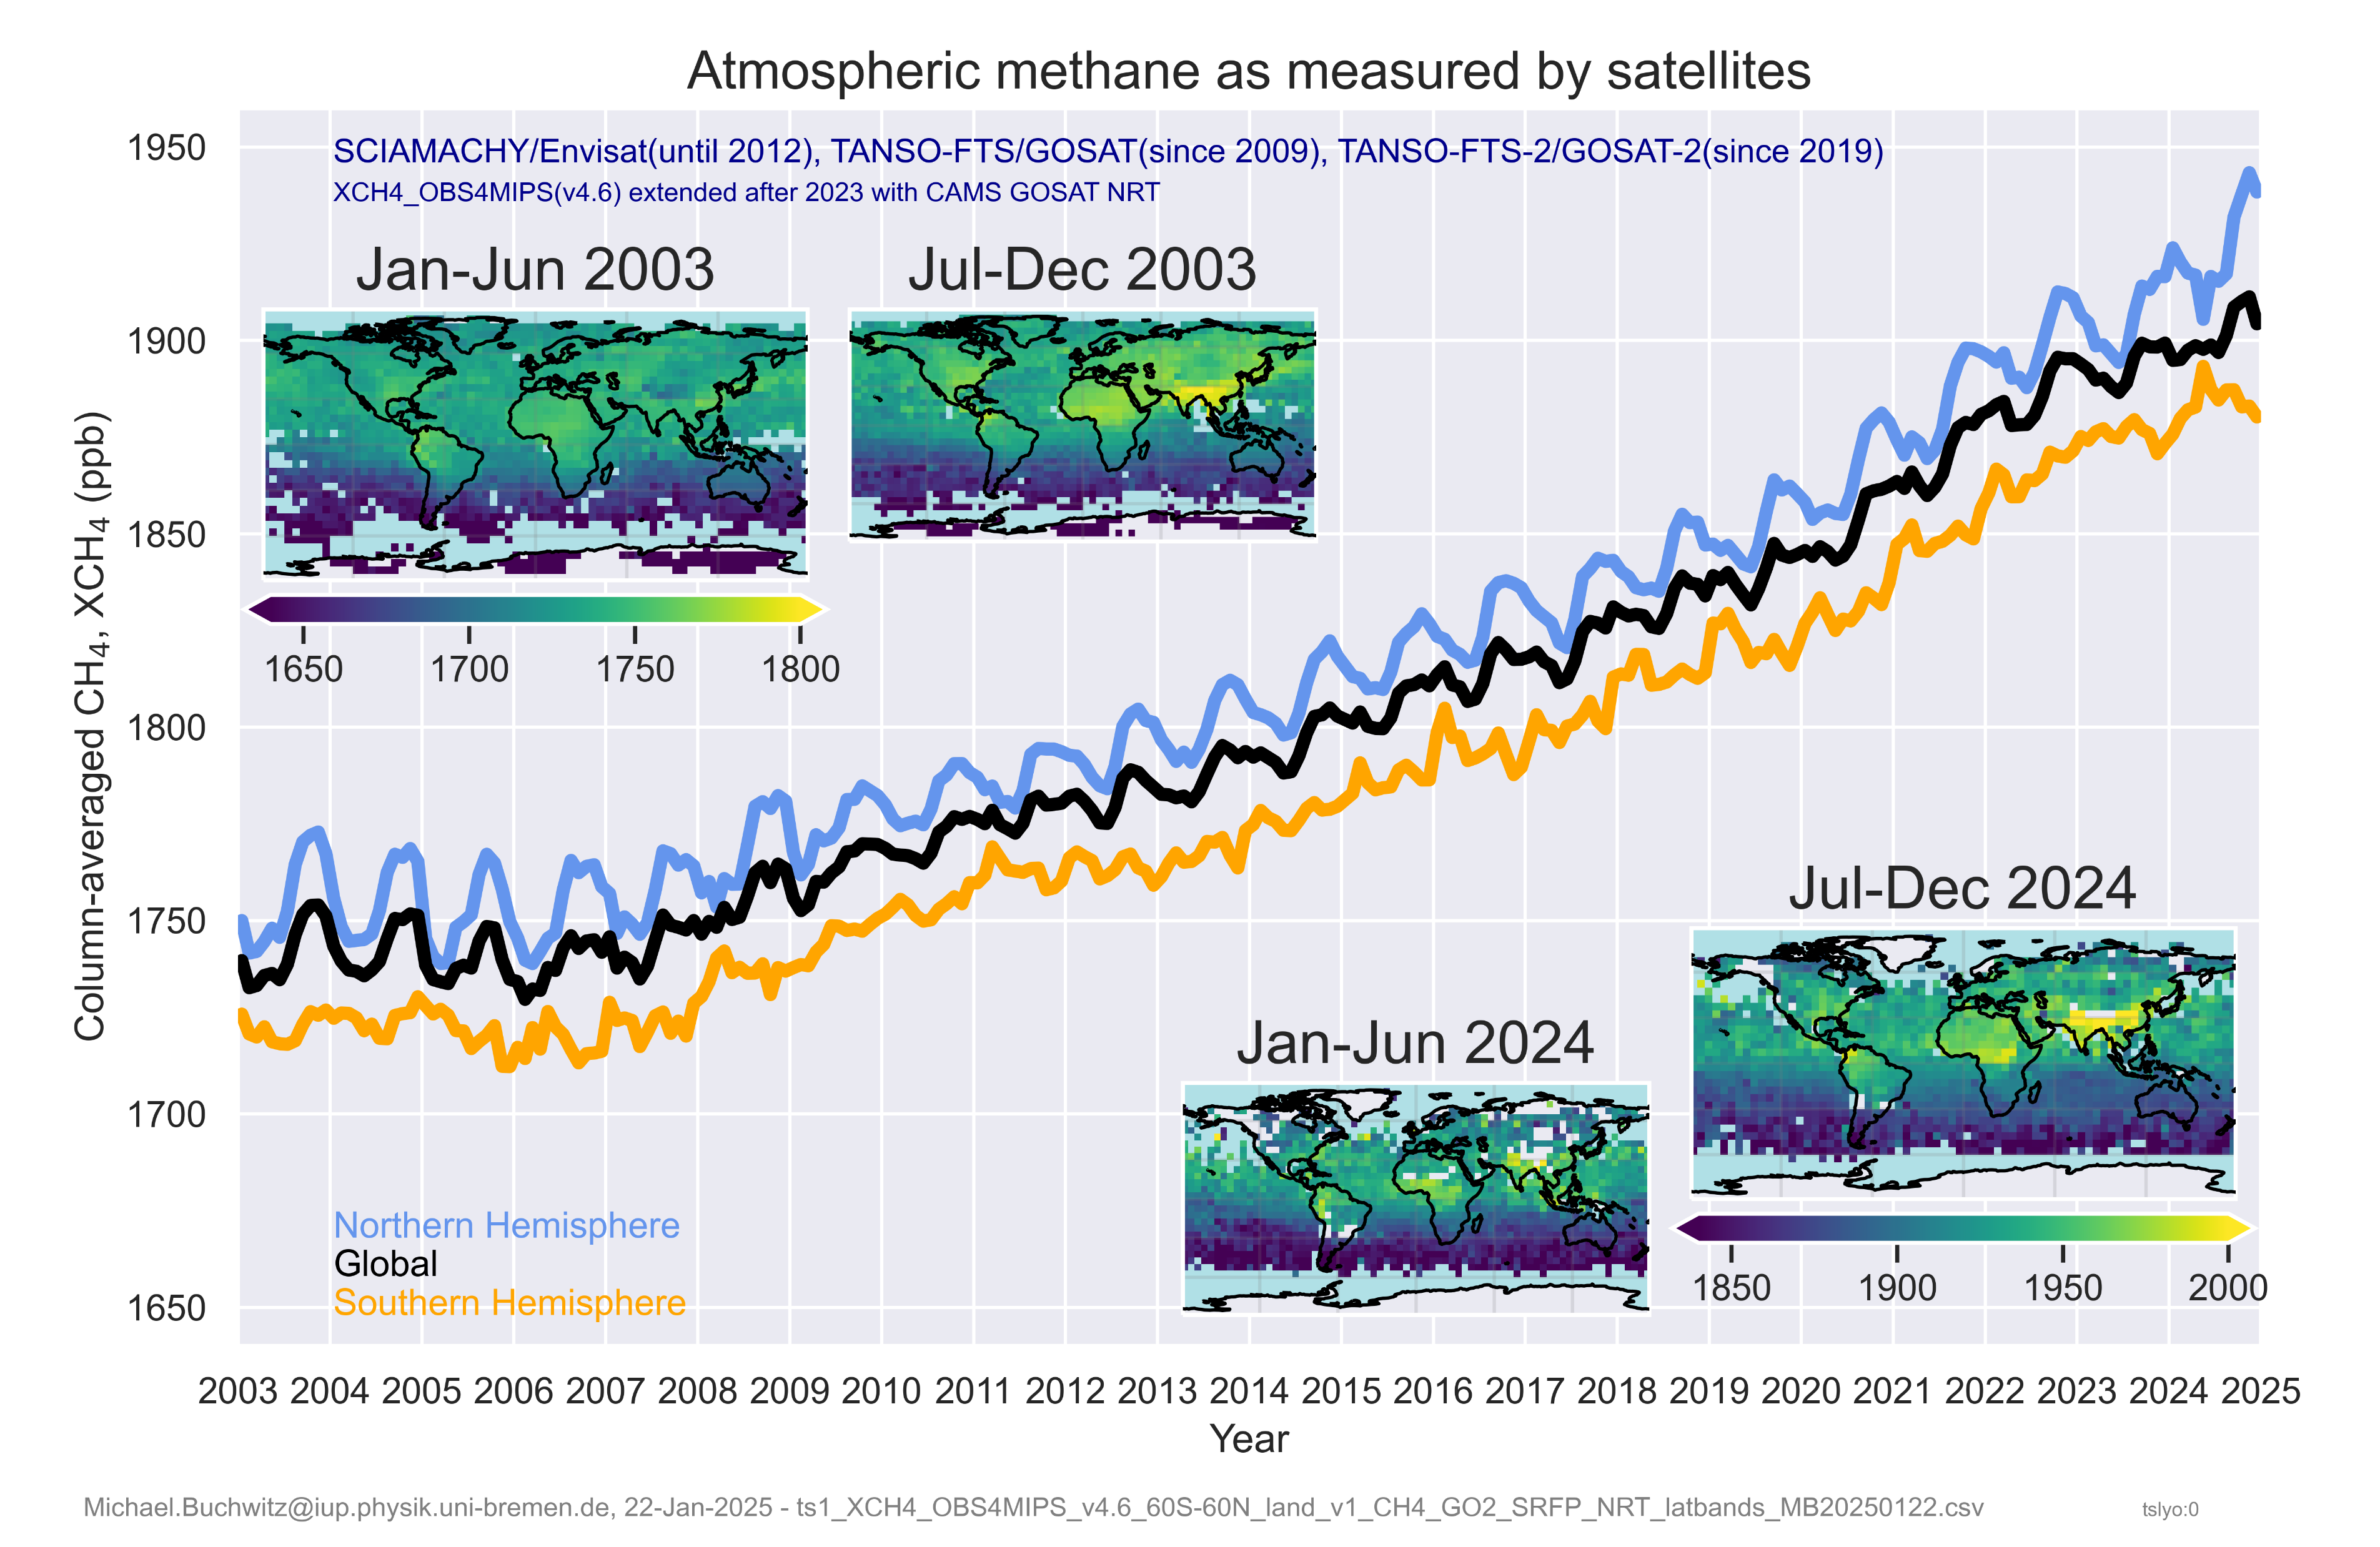 Atmospheric methane as measured by satellites
SCIAMACHY/Envisat(until 2012), TANSO-FTS/GOSAT(since 2009), TANSO-FTS-2/GOSAT-2(since 2019)
XCH4_OBS4MIPS(v4.6) extended after 2023 with CAMS GOSAT NRT
Column-averaged CH₄, XCH₄ (ppb)
1950
1900
1850
1800
1750
1700
1650
Jan-Jun 2003
Jul-Dec 2003
1650 1700 1750 1800
Jul-Dec 2024
Jan-Jun 2024
1850 1900 1950 2000
Northern Hemisphere
Global
Southern Hemisphere
2003 2004 2005 2006 2007 2008 2009 2010 2011 2012 2013 2014 2015 2016 2017 2018 2019 2020 2021 2022 2023 2024 2025
Year
Michael.Buchwitz@iup.physik.uni-bremen.de, 22-Jan-2025 - ts1_XCH4_OBS4MIPS_v4.6_60S-60N_land_v1_CH4_GO2_SRFP_NRT_latbands_MB20250122.csv
tslyo:0